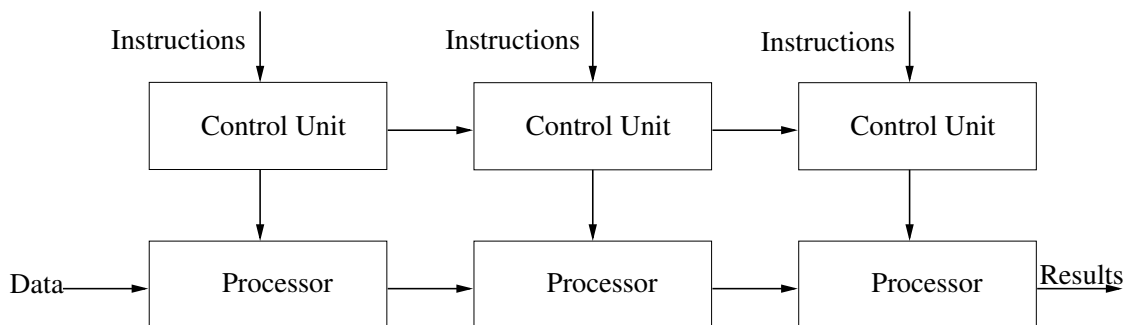 Instructions
Instructions
Instructions
Control Unit
Control Unit
Control Unit
Data
Processor
Processor
Processor
Results